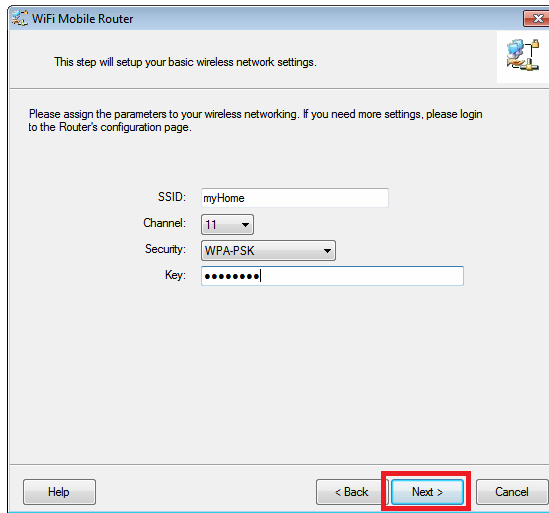 WiFi Mobile Router
This step will setup your basic wireless network settings.
Please assign the parameters to your wireless networking. If you need more settings, please login
to the Router's configuration page.
SSID: myHome
Channel: 11
Security: WPA-PSK
Key: ●●●●●●●●
Help < Back Next > Cancel